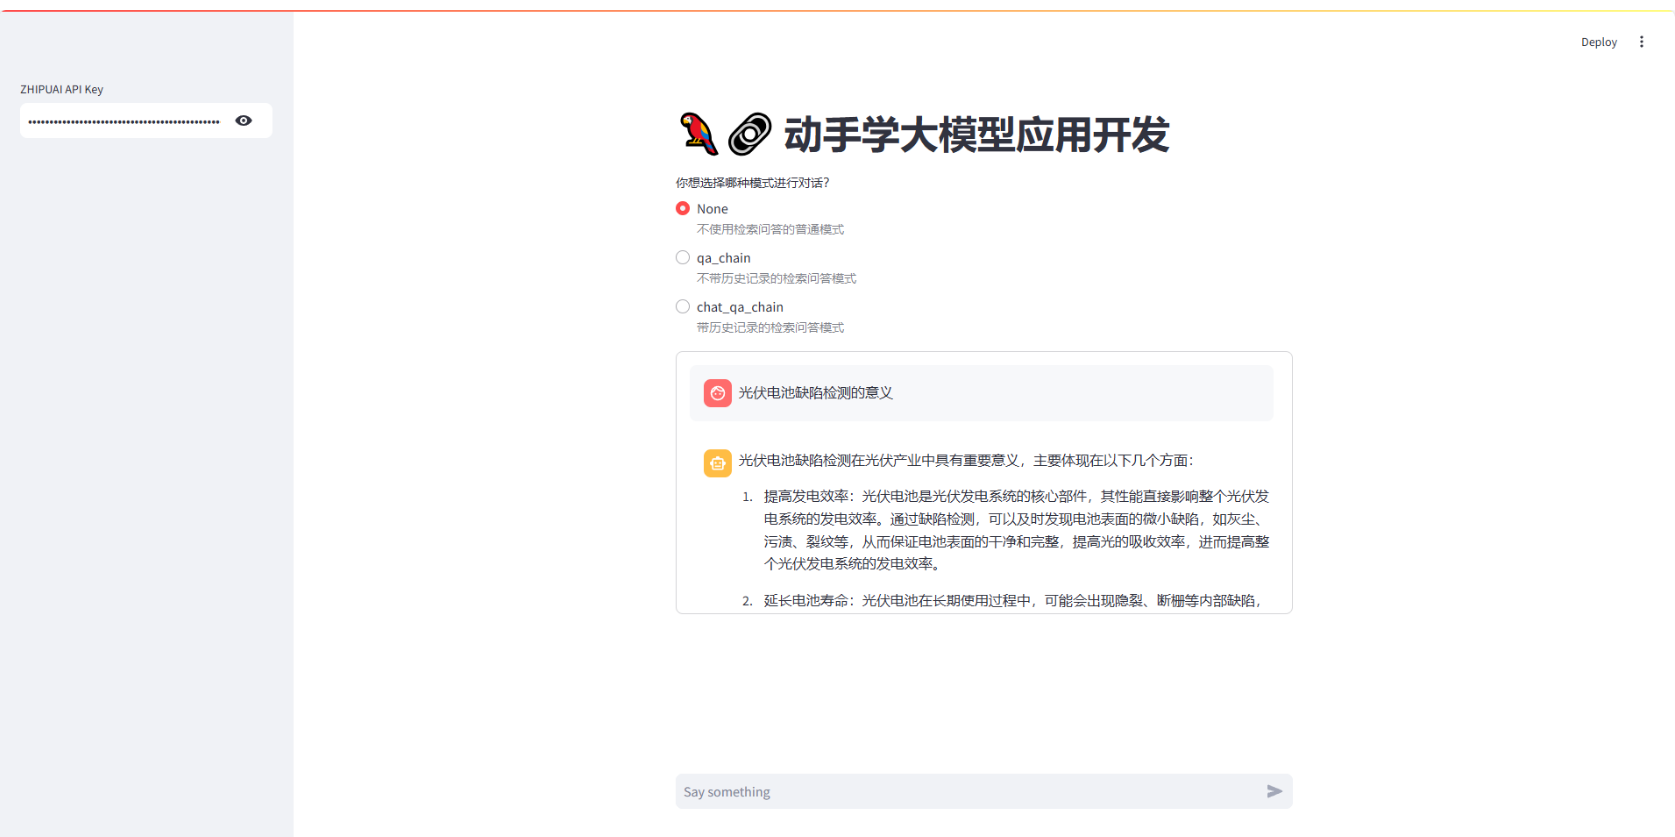 Deploy
ZHIPUAI API Key
动手学大模型应用开发
你想选择哪种模式进行对话？
None
不使用检索问答的普通模式
qa_chain
不带历史记录的检索问答模式
chat_qa_chain
带历史记录的检索问答模式
光伏电池缺陷检测的意义
光伏电池缺陷检测在光伏产业中具有重要意义，主要体现在以下几个方面：
1. 提高发电效率：光伏电池是光伏发电系统的核心部件，其性能直接影响整个光伏发
电系统的发电效率。通过缺陷检测，可以及时发现电池表面的微小缺陷，如灰尘、
污渍、裂纹等，从而保证电池表面的干净和完整，提高光的吸收效率，进而提高整
个光伏发电系统的发电效率。
2. 延长电池寿命：光伏电池在长期使用过程中，可能会出现隐裂、断栅等内部缺陷，
Say something